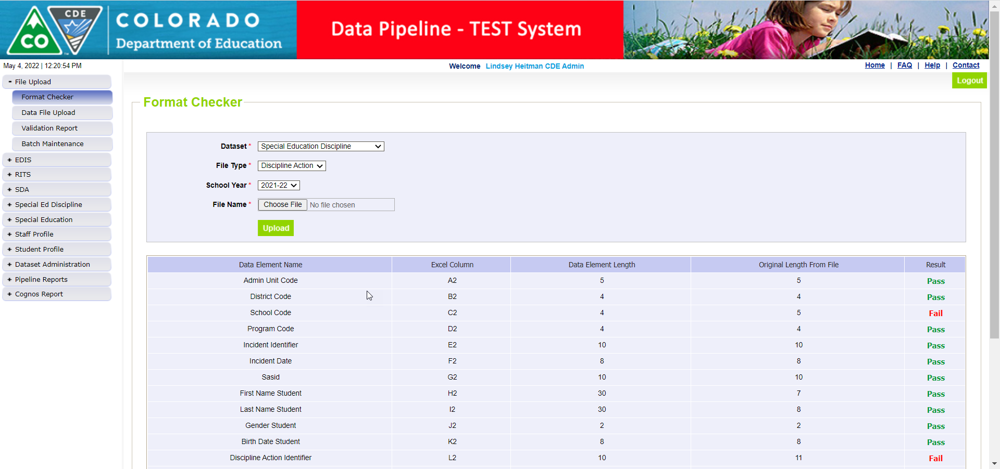 CO
TM
CDE
COLORADO
Department of Education
Data Pipeline - TEST System
May 4, 2022 | 12:20:54 PM
Welcome Lindsey Heitman CDE Admin
Home | FAQ | Help | Contact
Logout
- File Upload
Format Checker
Data File Upload
Validation Report
Batch Maintenance
+ EDIS
+ RITS
+ SDA
+ Special Ed Discipline
+ Special Education
+ Staff Profile
+ Student Profile
+ Dataset Administration
+ Pipeline Reports
+ Cognos Report
Format Checker
Dataset * Special Education Discipline
File Type * Discipline Action
School Year * 2021-22
File Name * Choose File No file chosen
Upload
Data Element Name Excel Column Data Element Length Original Length From File Result
Admin Unit Code A2 5 5 Pass
District Code B2 4 4 Pass
School Code C2 4 5 Fail
Program Code D2 4 4 Pass
Incident Identifier E2 10 10 Pass
Incident Date F2 8 8 Pass
Sasid G2 10 10 Pass
First Name Student H2 30 7 Pass
Last Name Student I2 30 8 Pass
Gender Student J2 2 2 Pass
Birth Date Student K2 8 8 Pass
Discipline Action Identifier L2 10 11 Fail